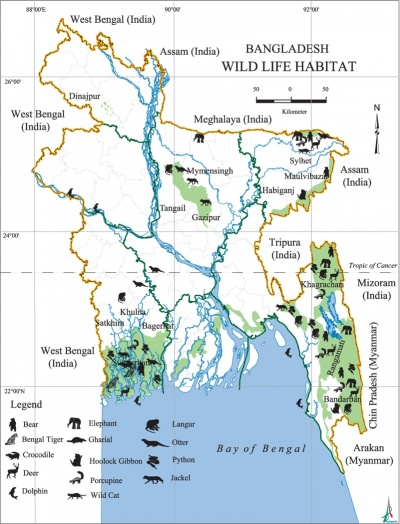 88°00'E
90°00'
92°00'
West Bengal (India)
Assam (India)
BANGLADESH
WILD LIFE HABITAT
26°00'
50
0
50
Kilometer
N
Dinajpur
West Bengal
(India)
Meghalaya (India)
Sylhet
Mymensingh
Maulvibazar
Assam
(India)
Habiganj
Tangail
Gazipur
24°00'
Tripura
(India)
Tropic of Cancer
Mizoram
(India)
Khagrachari
Khulna
Satkhira
Bagerhat
Rangamati
West Bengal
(India)
Chin Pradesh (Myanmar)
22°00'N
Bandarban
Bay of Bengal
Arakan
(Myanmar)
Legend
Bear
Bengal Tiger
Crocodile
Deer
Dolphin
Elephant
Gharial
Hoolock Gibbon
Porcupine
Wild Cat
Langur
Otter
Python
Jackel